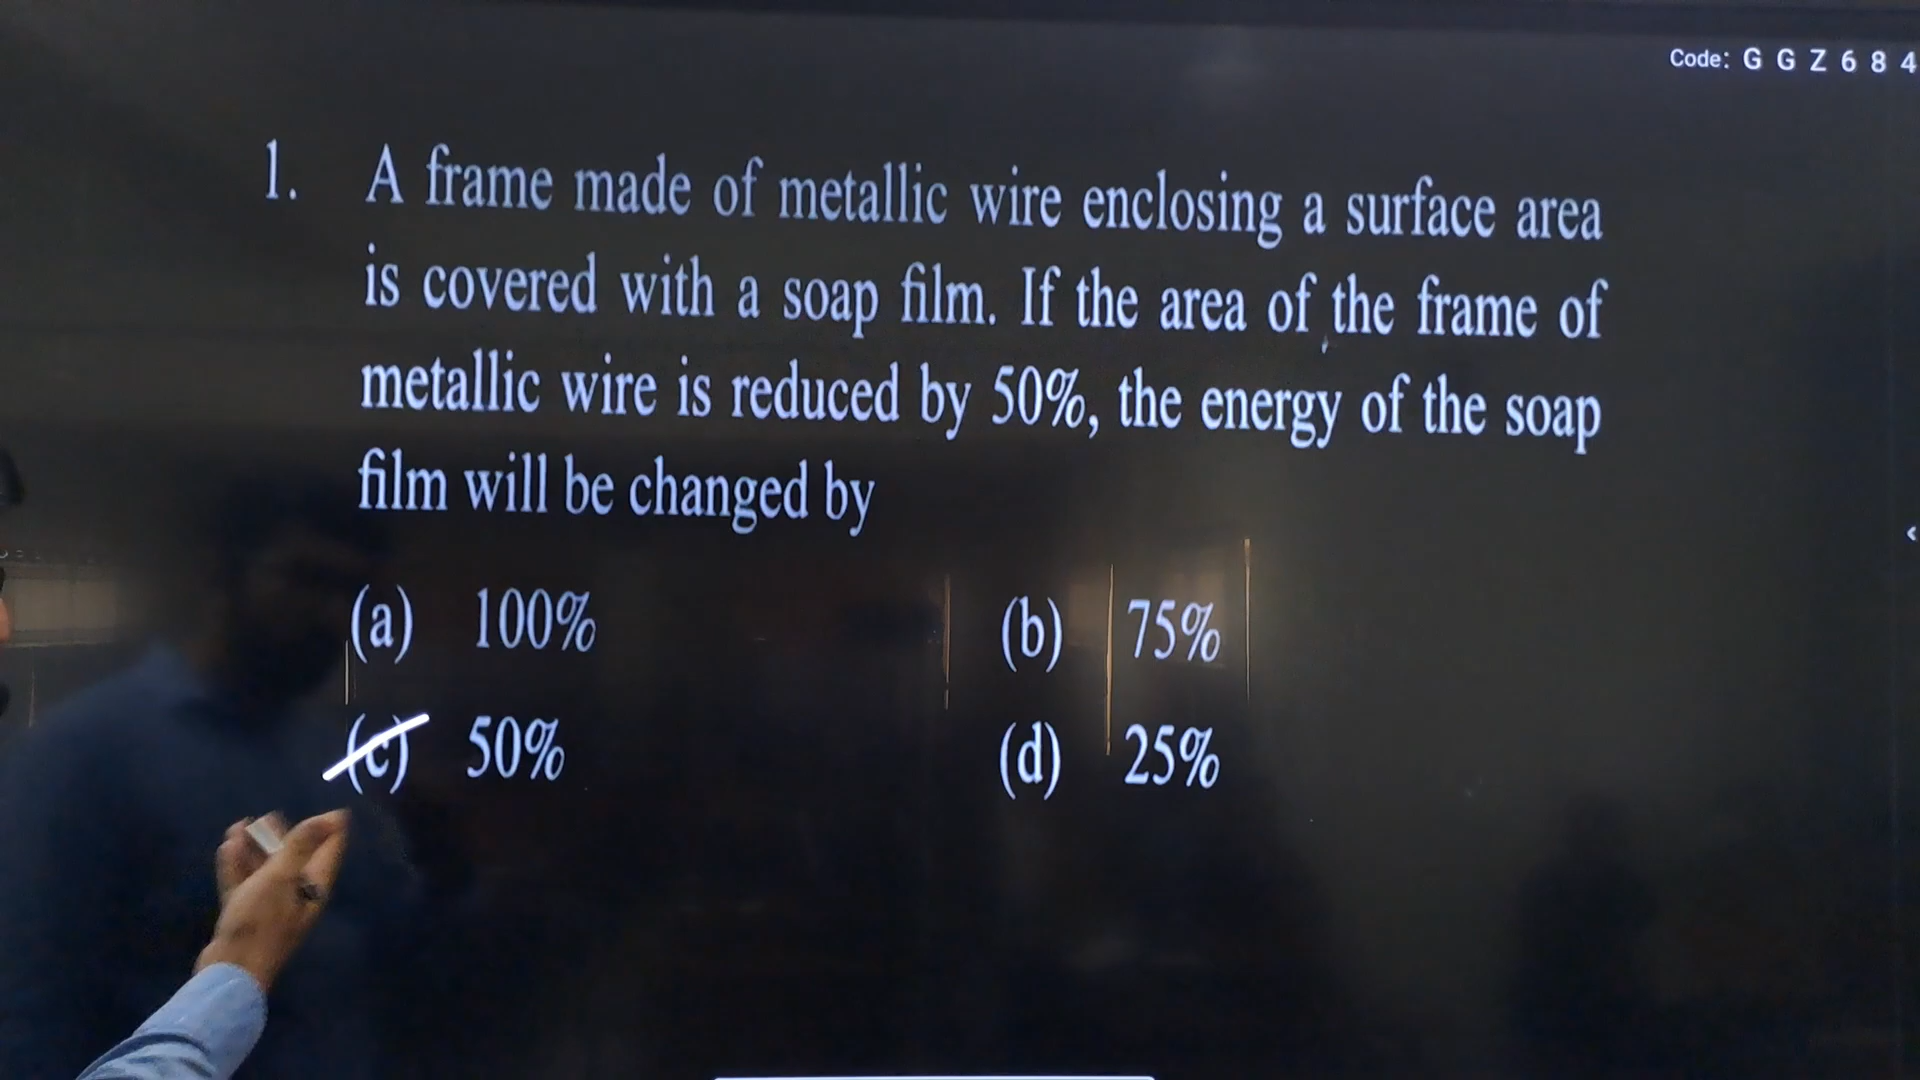 Code: G G Z 6 8 4
1. A frame made of metallic wire enclosing a surface area
is covered with a soap film. If the area of the frame of
metallic wire is reduced by 50%, the energy of the soap
film will be changed by
(a) 100% (b) 75%
(c) 50% (d) 25%